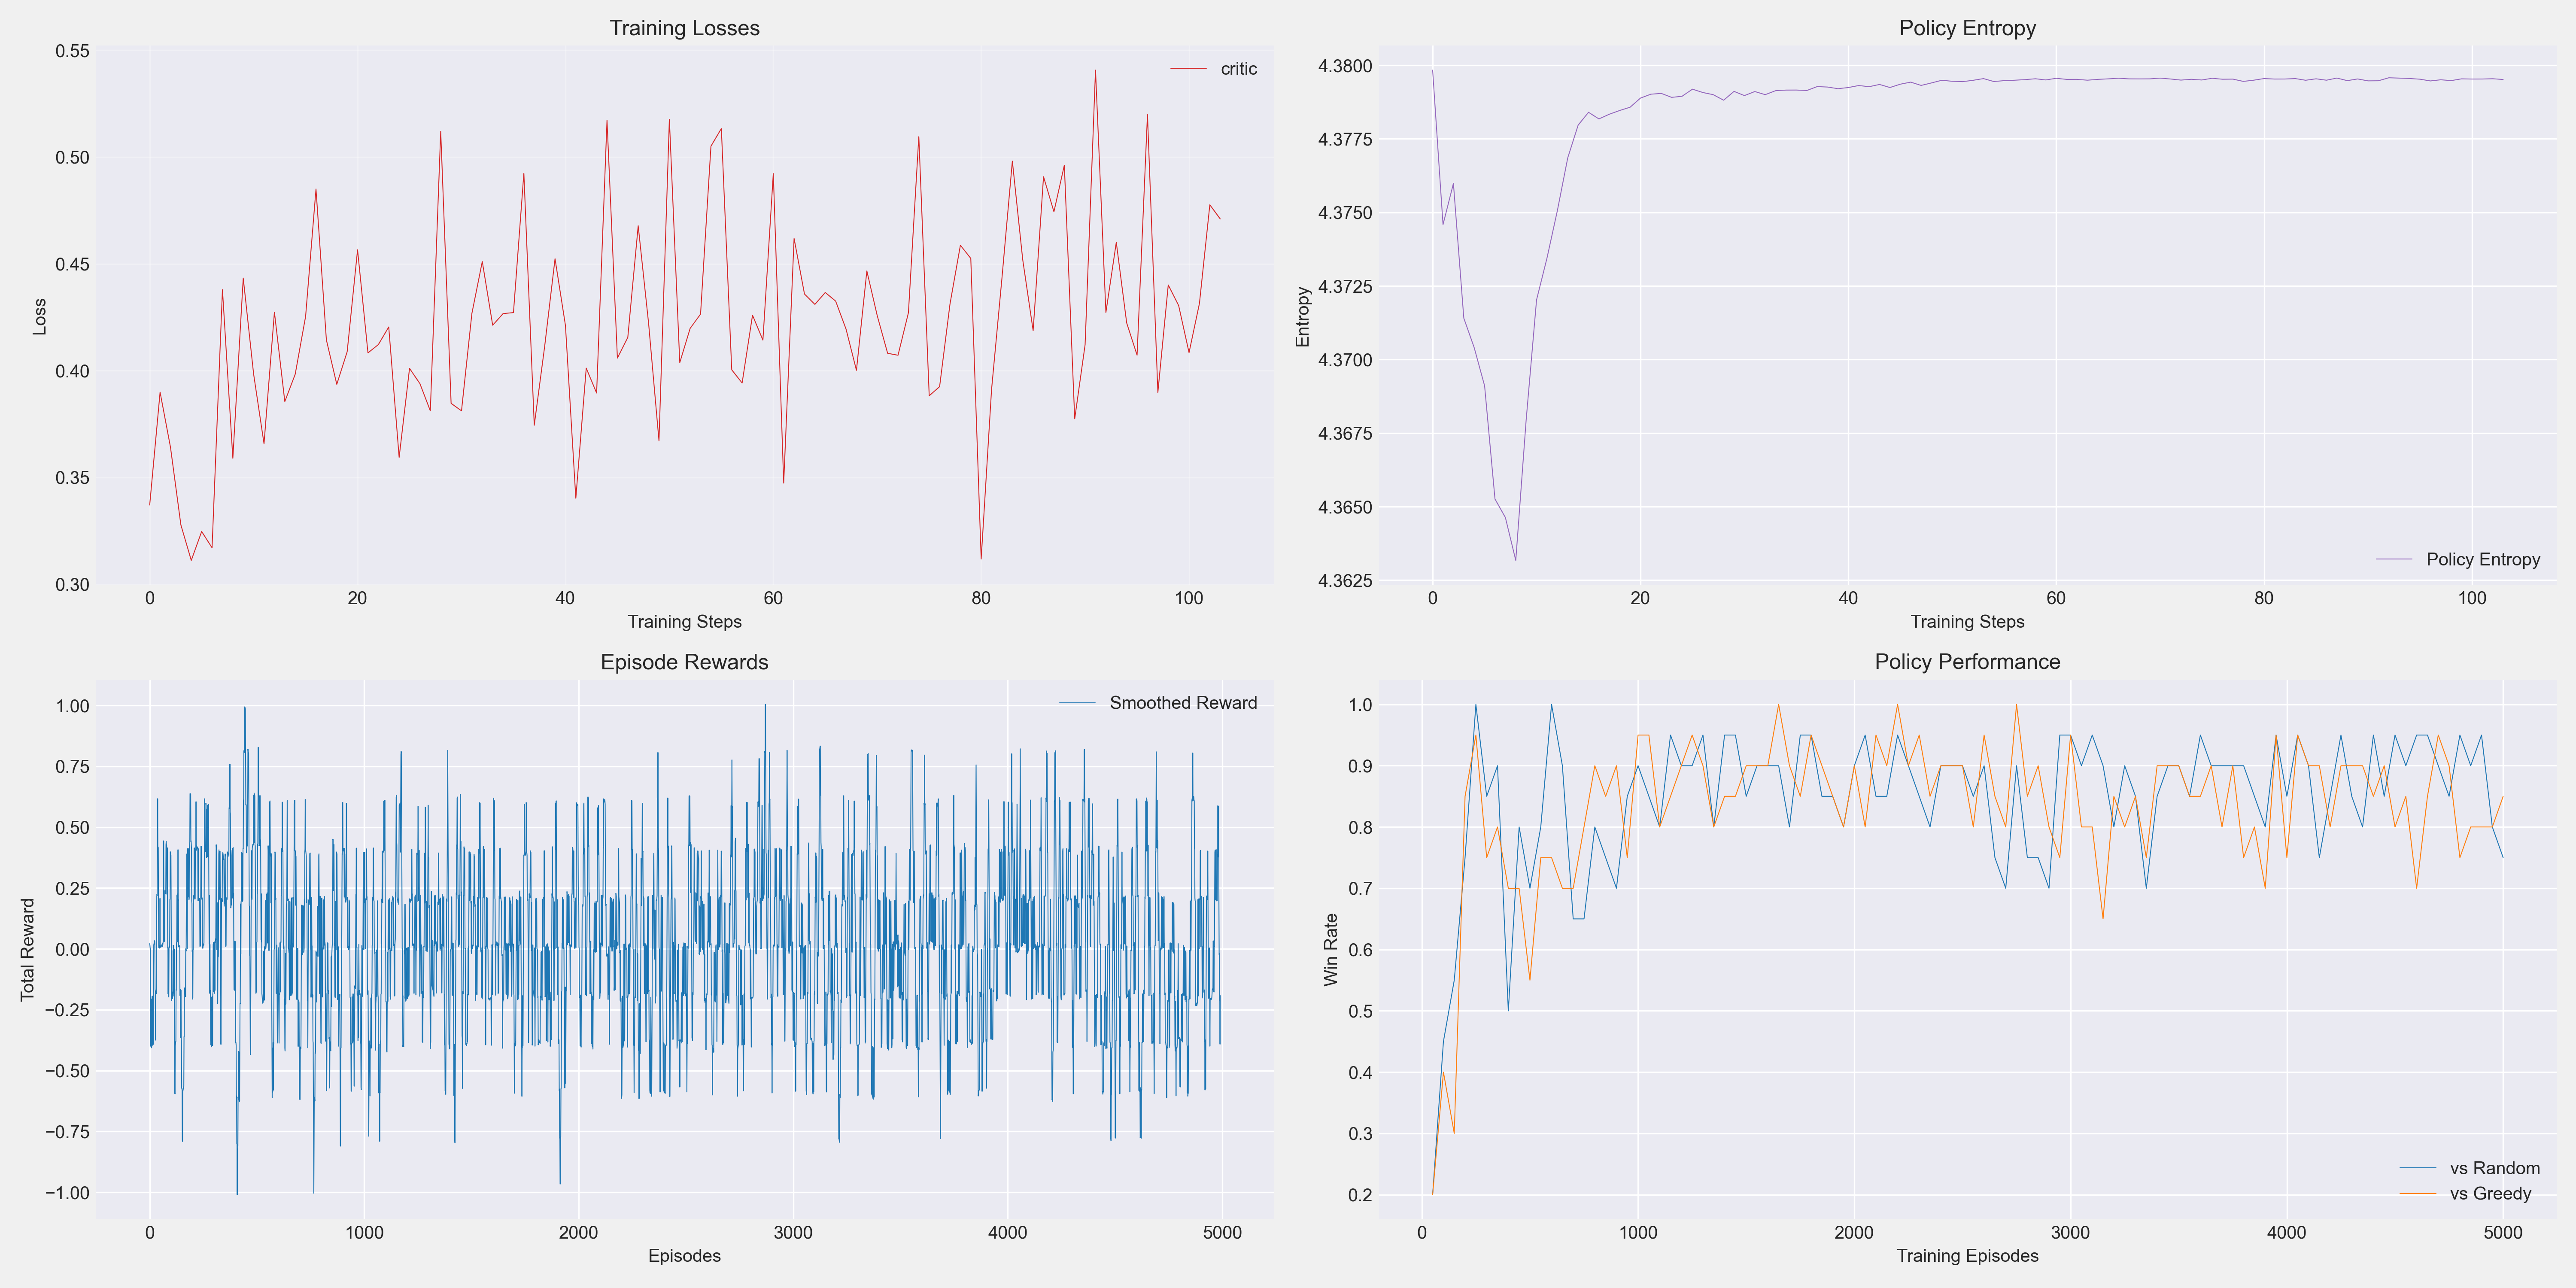 Training Losses
0.55
0.50
0.45
0.40
0.35
0.30
Loss
critic
0 20 40 60 80 100
Training Steps
Policy Entropy
4.3800
4.3775
4.3750
4.3725
4.3700
4.3675
4.3650
4.3625
Entropy
Policy Entropy
0 20 40 60 80 100
Training Steps
Episode Rewards
1.00
0.75
0.50
0.25
0.00
−0.25
−0.50
−0.75
−1.00
Total Reward
Smoothed Reward
0 1000 2000 3000 4000 5000
Episodes
Policy Performance
1.0
0.9
0.8
0.7
0.6
0.5
0.4
0.3
0.2
Win Rate
vs Random
vs Greedy
0 1000 2000 3000 4000 5000
Training Episodes